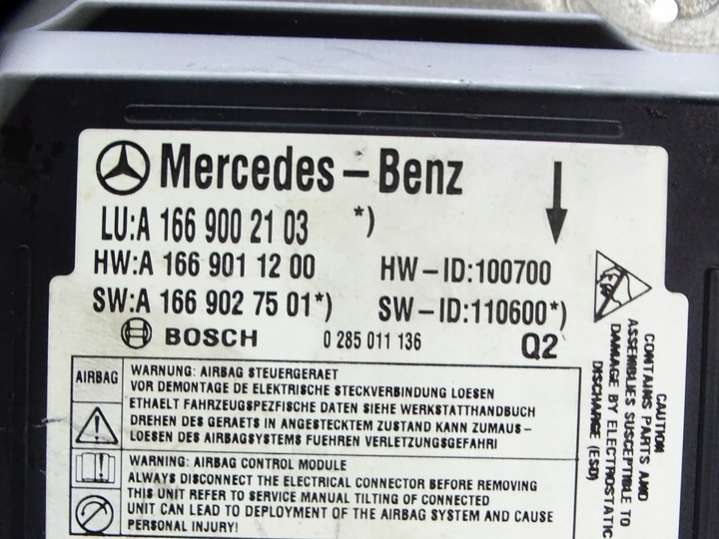 Mercedes-Benz
LU:A 166 900 21 03 *)
HW:A 166 901 12 00 HW-ID:100700
SW:A 166 902 75 01*) SW-ID:110600*)
BOSCH 0 285 011 136 Q2
AIRBAG
WARNUNG: AIRBAG STEUERGERAET
VOR DEMONTAGE DE ELEKTRISCHE STECKVERBINDUNG LOESEN
ETHAELT FAHRZEUGSPEZFISCHE DATEN SIEHE WERKSTATTHANDBUCH
DREHEN DES GERAETS IN ANGESTECKTEM ZUSTAND KANN ZUMAUS-
LOESEN DES AIRBAGSYSTEMS FUEHREN VERLETZUNGSGEFAHRI
WARNING: AIRBAG CONTROL MODULE
ALWAYS DISCONNECT THE ELECTRICAL CONNECTOR BEFORE REMOVING
THIS UNIT REFER TO SERVICE MANUAL TILTING OF CONNECTED
UNIT CAN LEAD TO DEPLOYMENT OF THE AIRBAG SYSTEM AND CAUSE
PERSONAL INJURY!
CAUTION
CONTAINS PARTS AND
ASSEMBLIES SUSCEPTIBLE TO
DAMAGE BY ELECTROSTATIC
DISCHARGE (ESD)